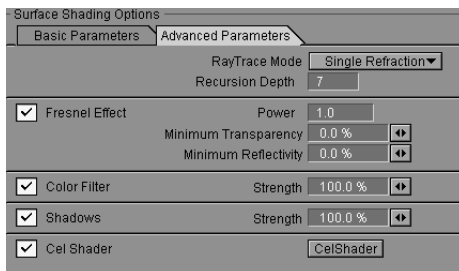 Surface Shading Options
Basic Parameters Advanced Parameters
RayTrace Mode Single Refraction
Recursion Depth 7
Fresnel Effect Power 1.0
Minimum Transparency 0.0 %
Minimum Reflectivity 0.0 %
Color Filter Strength 100.0 %
Shadows Strength 100.0 %
Cel Shader CelShader